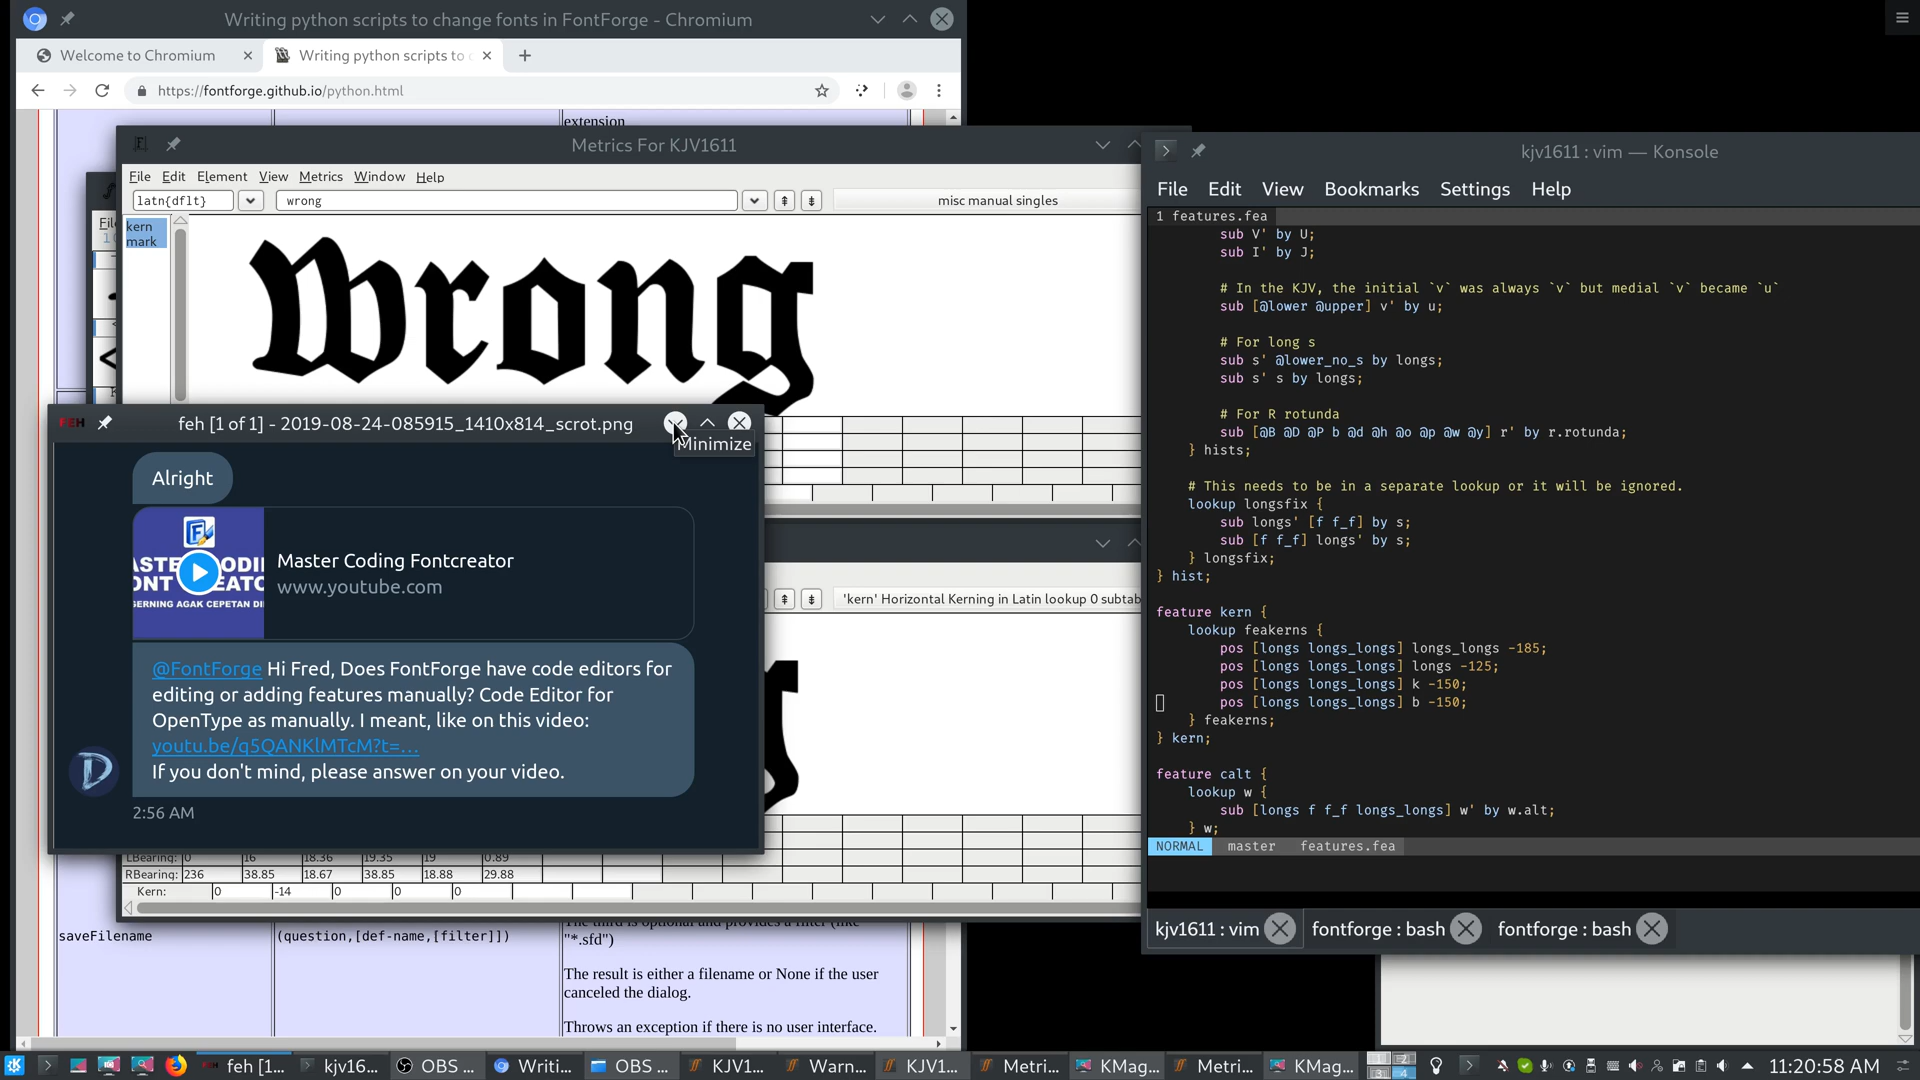 Writing python scripts to change fonts in FontForge - Chromium
Welcome to Chromium
Writing python scripts to c
https://fontforge.github.io/python.html
extension
Metrics For KJV1611
File Edit Element View Metrics Window Help
latn{dflt}
wrong
misc manual singles
kern
mark
wrong
feh [1 of 1] - 2019-08-24-085915_1410x814_scrot.png
Minimize
Alright
Master Coding Fontcreator
www.youtube.com
@FontForge Hi Fred, Does FontForge have code editors for
editing or adding features manually? Code Editor for
OpenType as manually. I meant, like on this video:
youtu.be/q5QANKlMTcM?t=...
If you don't mind, please answer on your video.
2:56 AM
'kern' Horizontal Kerning in Latin lookup 0 subtab
LBearing: 0 16 18.36 19.35 19 0.89
RBearing: 236 38.85 18.67 38.85 18.88 29.88
Kern: 0 -14 0 0 0
saveFilename
(question,[def-name,[filter]])
"*.sfd")
The result is either a filename or None if the user
canceled the dialog.
Throws an exception if there is no user interface.
kjv1611 : vim — Konsole
File Edit View Bookmarks Settings Help
1 features.fea
sub V' by U;
sub I' by J;
# In the KJV, the initial `v` was always `v` but medial `v` became `u`
sub [@lower @upper] v' by u;
# For long s
sub s' @lower_no_s by longs;
sub s' s by longs;
# For R rotunda
sub [@B @D @P b @d @h @o @p @w @y] r' by r.rotunda;
} hists;
# This needs to be in a separate lookup or it will be ignored.
lookup longsfix {
sub longs' [f f_f] by s;
sub [f f_f] longs' by s;
} longsfix;
} hist;
feature kern {
lookup feakerns {
pos [longs longs_longs] longs_longs -185;
pos [longs longs_longs] longs -125;
pos [longs longs_longs] k -150;
pos [longs longs_longs] b -150;
} feakerns;
} kern;
feature calt {
lookup w {
sub [longs f f_f longs_longs] w' by w.alt;
} w;
NORMAL master features.fea
kjv1611 : vim
fontforge : bash
fontforge : bash
feh [1... kjv16... OBS ... Writi... OBS ... KJV1... Warn... KJV1... Metri... KMag... Metri... KMag... 11:20:58 AM